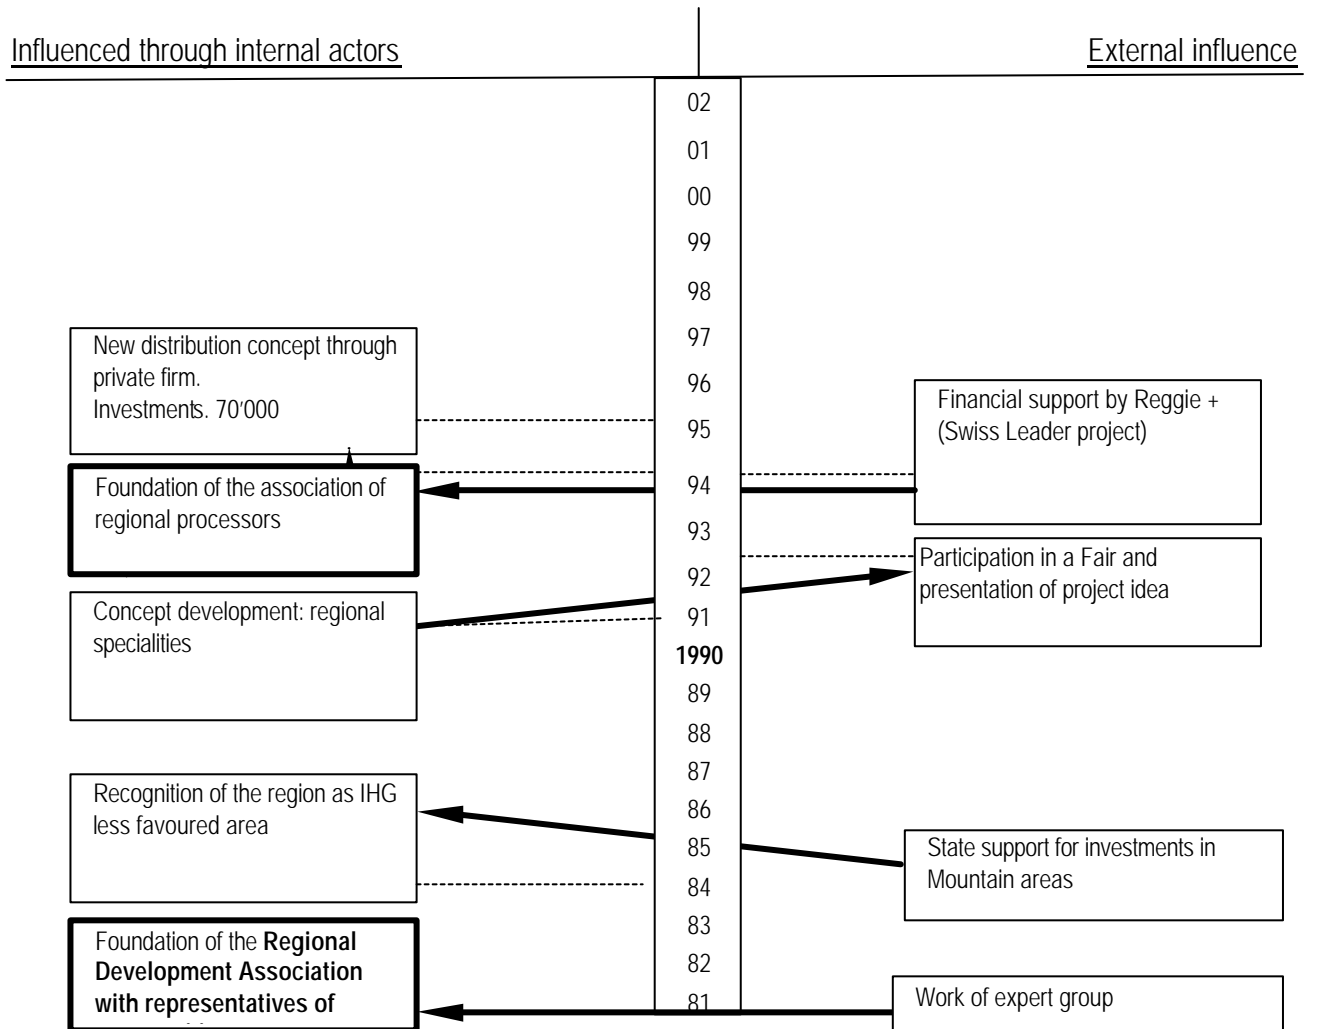 Influenced through internal actors
External influence
02
01
00
99
98
97
96
95
94
93
92
91
1990
89
88
87
86
85
84
83
82
81
New distribution concept through
private firm.
Investments. 70'000
Foundation of the association of
regional processors
Concept development: regional
specialities
Recognition of the region as IHG
less favoured area
Foundation of the Regional
Development Association
with representatives of
Financial support by Reggie +
(Swiss Leader project)
Participation in a Fair and
presentation of project idea
State support for investments in
Mountain areas
Work of expert group